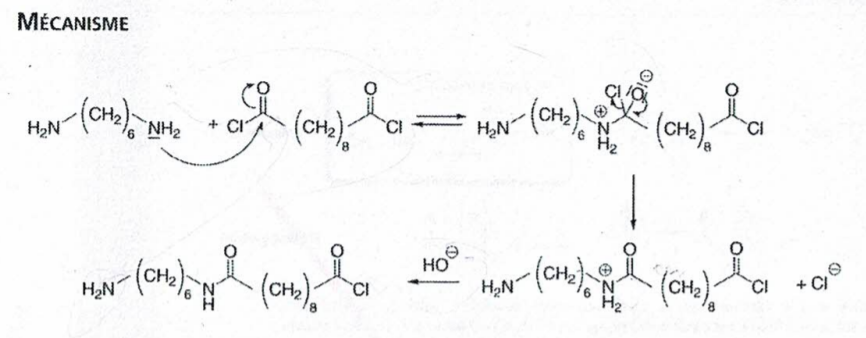 MÉCANISME
H₂N (CH₂)₆ NH₂ + Cl O (CH₂)₈ O Cl
H₂N (CH₂)₆ N⊕ H₂ Cl O⊖ (CH₂)₈ O Cl
H₂N (CH₂)₆ N H O (CH₂)₈ O Cl
HO⊖
H₂N (CH₂)₆ N⊕ H₂ O (CH₂)₈ O Cl + Cl⊖